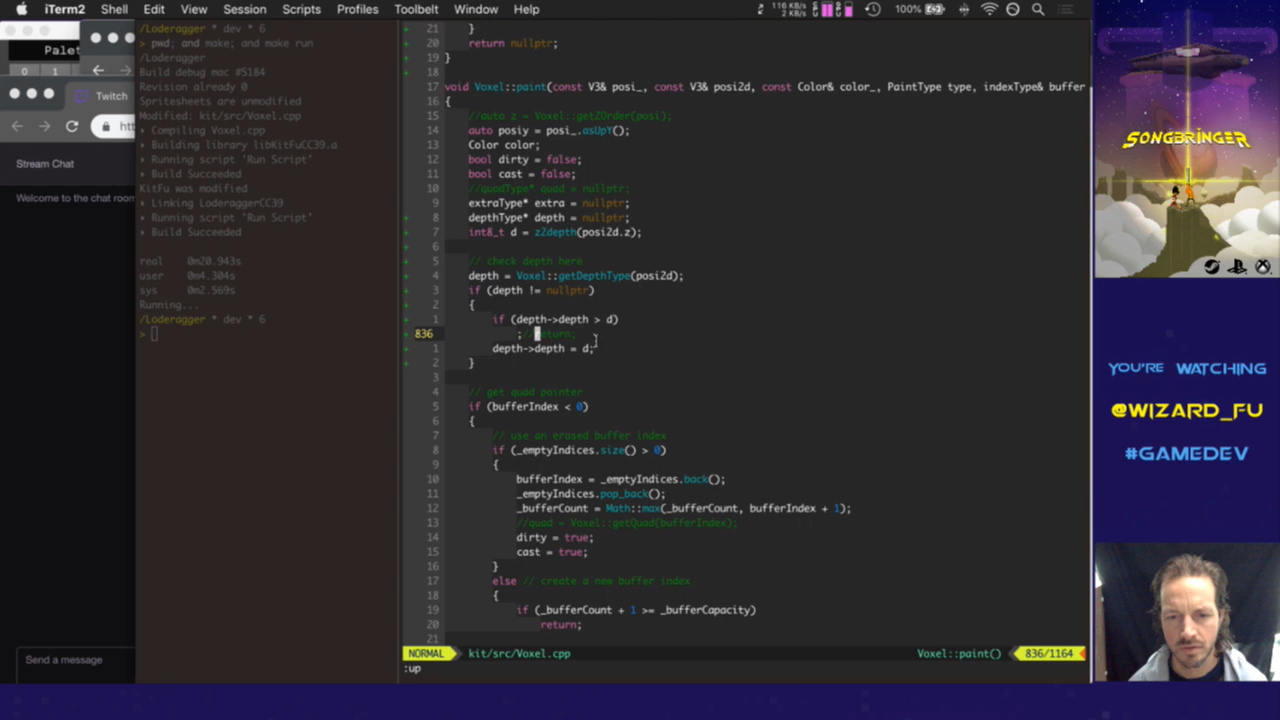 iTerm2 Shell Edit View Session Scripts Profiles Toolbelt Window Help
116 KB/s
2 KB/s
100%
Palet
0 1
Twitch
htt
Stream Chat
Welcome to the chat room
Send a message
/Loderagger * dev * 6
> pwd; and make; and make run
/Loderagger
Build debug mac #5184
Revision already 0
Spritesheets are unmodified
Modified: kit/src/Voxel.cpp
▸ Compiling Voxel.cpp
▸ Building library libKitFuCC39.a
▸ Running script 'Run Script'
▸ Build Succeeded
KitFu was modified
▸ Linking LoderaggerCC39
▸ Running script 'Run Script'
▸ Build Succeeded
real 0m20.943s
user 0m4.304s
sys 0m2.569s
Running...
/Loderagger * dev * 6
>
+ 21 }
+ 20 return nullptr;
+ 19 }
+ 18
17 void Voxel::paint(const V3& posi_, const V3& posi2d, const Color& color_, PaintType type, indexType& buffer
16 {
15 //auto z = Voxel::getZOrder(posi);
14 auto posiy = posi_.asUpY();
13 Color color;
12 bool dirty = false;
11 bool cast = false;
10 //quadType* quad = nullptr;
9 extraType* extra = nullptr;
+ 8 depthType* depth = nullptr;
+ 7 int8_t d = z2depth(posi2d.z);
+ 6
+ 5 // check depth here
+ 4 depth = Voxel::getDepthType(posi2d);
+ 3 if (depth != nullptr)
+ 2 {
+ 1 if (depth->depth > d)
+ 836 ;//return;
+ 1 depth->depth = d;
+ 2 }
3
4 // get quad pointer
5 if (bufferIndex < 0)
6 {
7 // use an erased buffer index
8 if (_emptyIndices.size() > 0)
9 {
10 bufferIndex = _emptyIndices.back();
11 _emptyIndices.pop_back();
12 _bufferCount = Math::max(_bufferCount, bufferIndex + 1);
13 //quad = Voxel::getQuad(bufferIndex);
14 dirty = true;
15 cast = true;
16 }
17 else // create a new buffer index
18 {
19 if (_bufferCount + 1 >= _bufferCapacity)
20 return;
21
NORMAL kit/src/Voxel.cpp Voxel::paint() 836/1164
:up
SONGBRINGER
YOU'RE WATCHING
@WIZARD_FU
#GAMEDEV